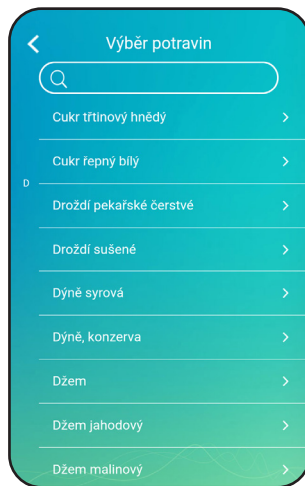 Výběr potravin
Cukr třtinový hnědý
Cukr řepný bílý
D
Droždí pekařské čerstvé
Droždí sušené
Dýně syrová
Dýně, konzerva
Džem
Džem jahodový
Džem malinový